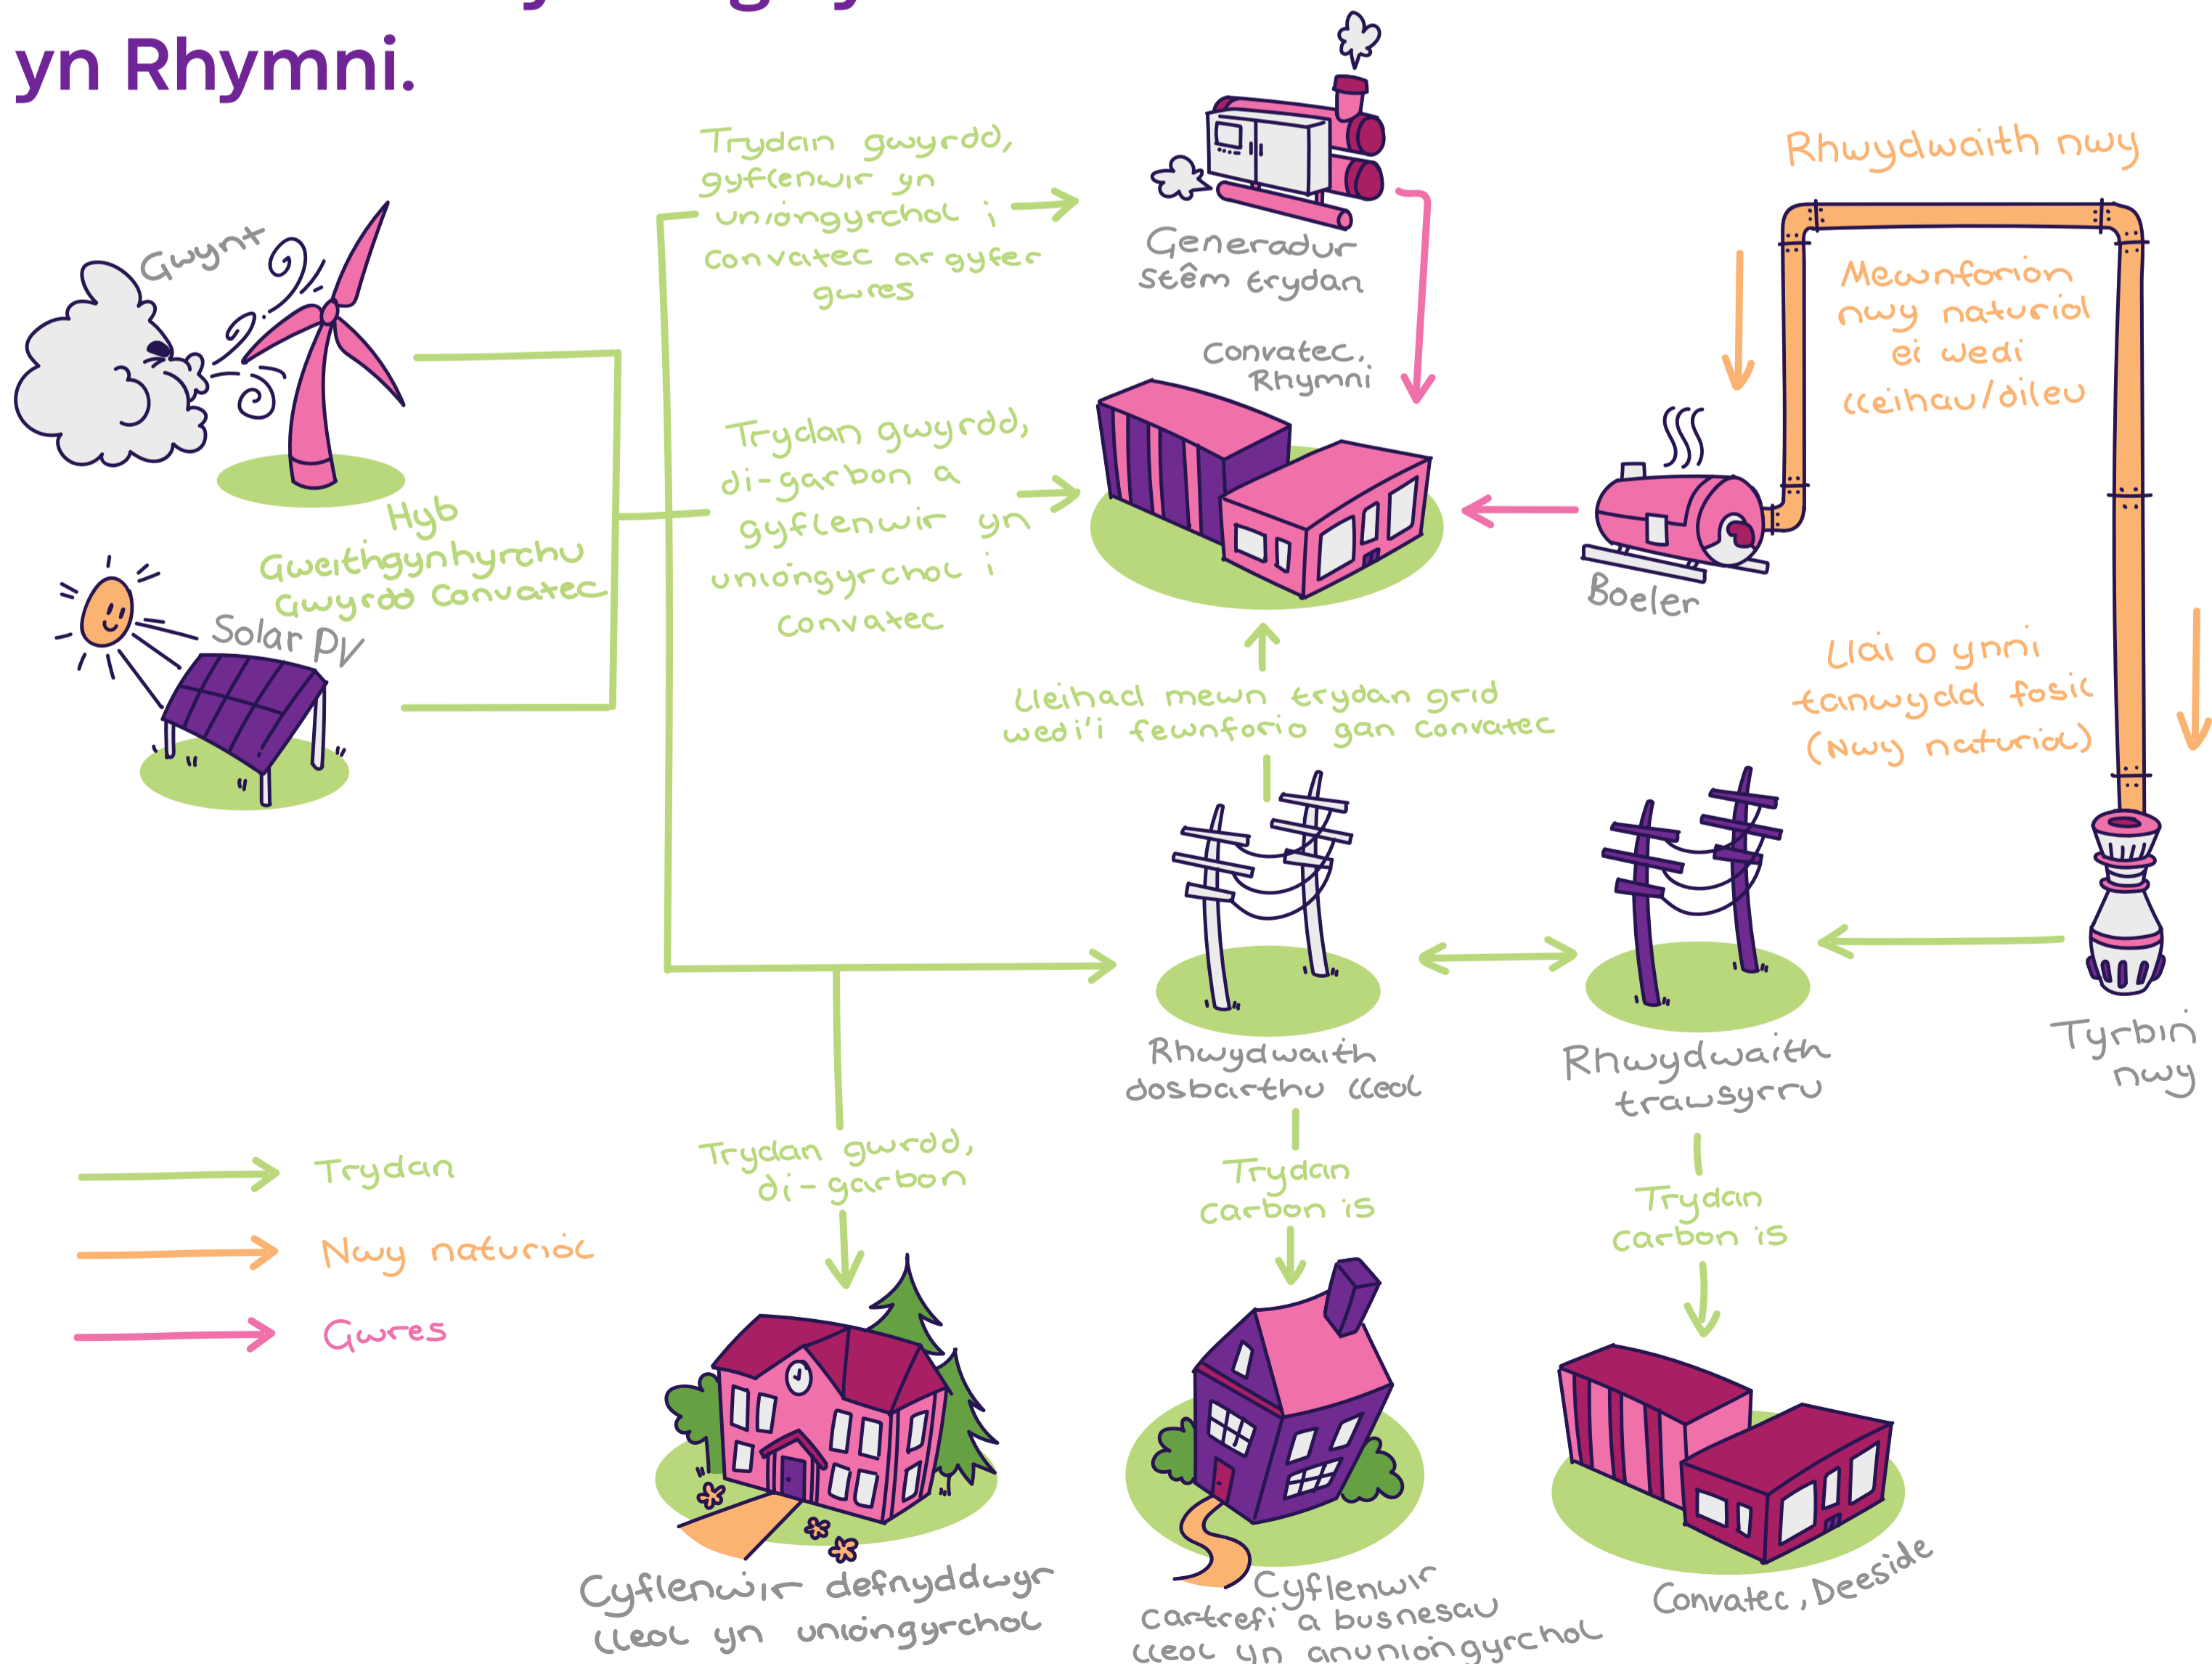 yn Rhymni.
Gwynt
Hyb
Gweithgynhyrchu
Gwyrdd Convatec
Solar PV
Trydan gwyrdd,
gyfenwir yn
uniongyrchol i
Convatec ar gyfer
gwres
Trydan gwyrdd,
di-garbon a
gyflenwir yn
uniongyrchol i
Convatec
Generadur
stêm trydan
Convatec,
Rhymni
Boeler
Rhwydwaith nwy
Mewnforion
nwy naturiol
ei wedi
lleihau/dileu
Llai o ynni
tanwydd fosil
(Nwy naturiol)
Lleihad mewn trydan grid
wedi'i fewnforio gan Convatec
Rhwydwaith
dosbarthu lleol
Rhwydwaith
trawsyrru
Tyrbin
nwy
Trydan
Nwy naturiol
Gwres
Trydan gwrdd,
di-garbon
Trydan
carbon is
Trydan
carbon is
Cyflenwir defnyddwyr
lleol yn uniongyrchol
Cyflenwir
cartrefi a busnesau
lleol yn anuniongyrchol
Convatec, Deeside